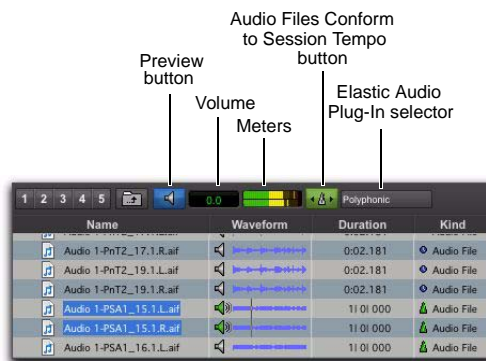 Audio Files Conform
to Session Tempo
button
Preview
button
Elastic Audio
Plug-In selector
Volume
Meters
1 2 3 4 5 0.0 Polyphonic
Name Waveform Duration Kind
Audio 1-PnT2_17.1.R.aif 0:02.181 Audio File
Audio 1-PnT2_19.1.L.aif 0:02.181 Audio File
Audio 1-PnT2_19.1.R.aif 0:02.181 Audio File
Audio 1-PSA1_15.1.L.aif 1| 0| 000 Audio File
Audio 1-PSA1_15.1.R.aif 1| 0| 000 Audio File
Audio 1-PSA1_16.1.L.aif 1| 0| 000 Audio File